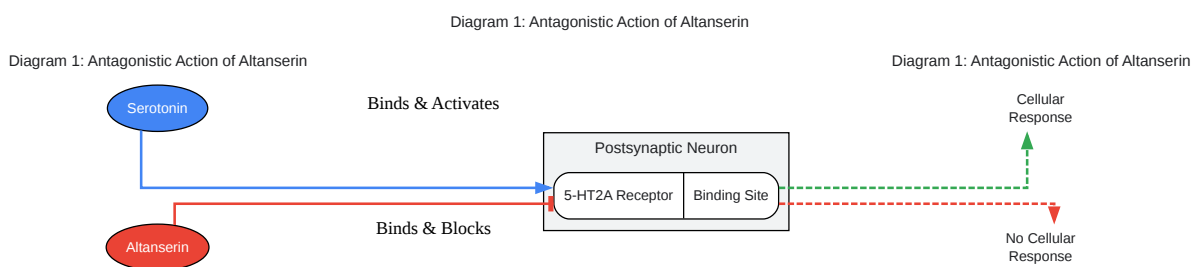 Diagram 1: Antagonistic Action of Altanserin
Diagram 1: Antagonistic Action of Altanserin
Diagram 1: Antagonistic Action of Altanserin
Serotonin
Binds & Activates
Cellular
Response
Postsynaptic Neuron
5-HT2A Receptor
Binding Site
Binds & Blocks
Altanserin
No Cellular
Response